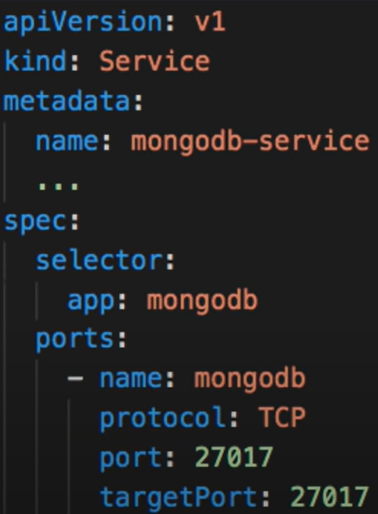 apiVersion: v1
kind: Service
metadata:
  name: mongodb-service
  ...
spec:
  selector:
    app: mongodb
  ports:
    - name: mongodb
      protocol: TCP
      port: 27017
      targetPort: 27017